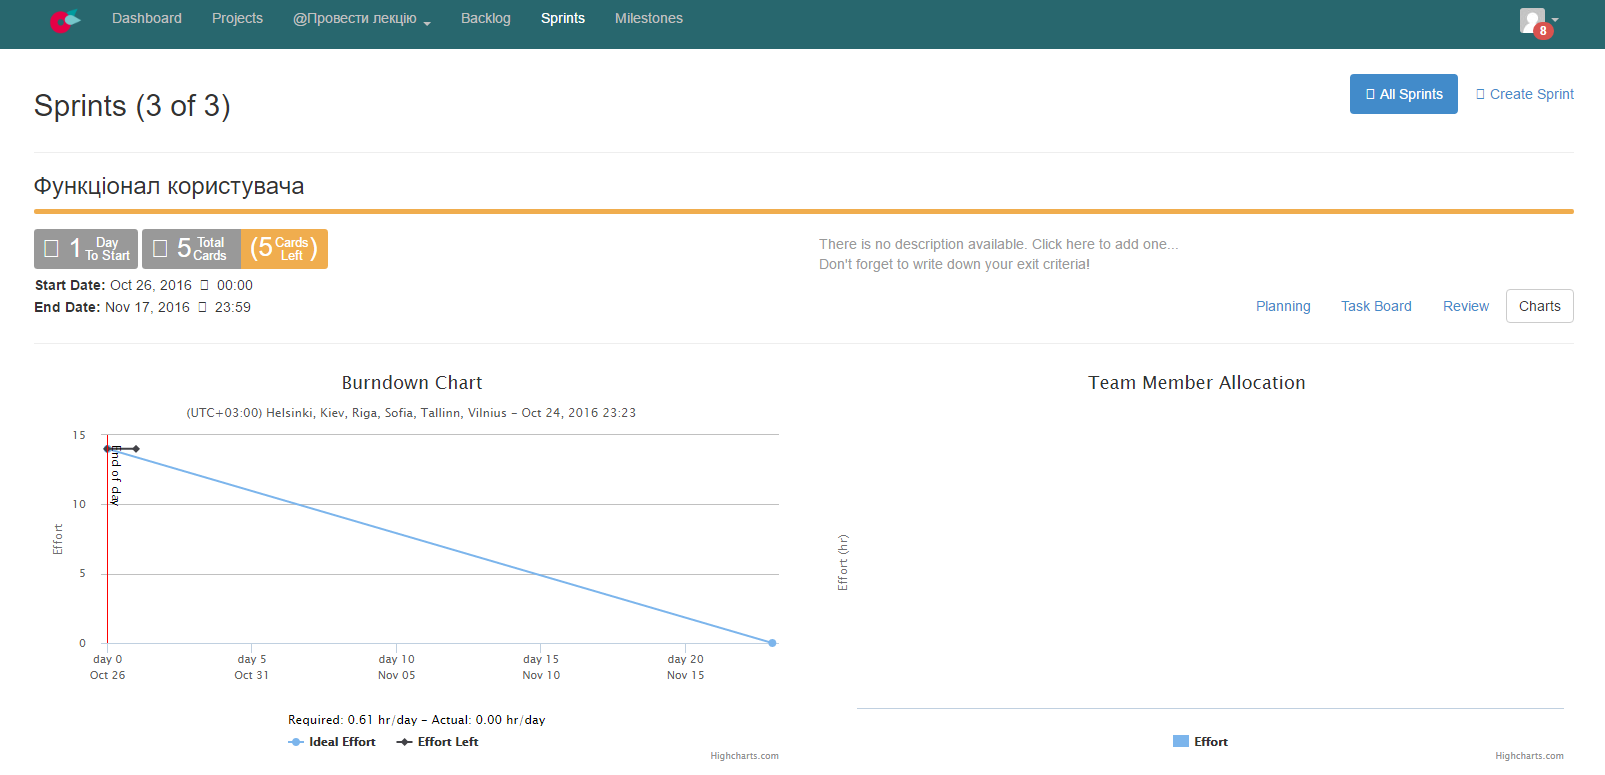 Dashboard Projects @Провести лекцію Backlog Sprints Milestones
8
Sprints (3 of 3)
All Sprints Create Sprint
Функціонал користувача
1 Day To Start 5 Total Cards (5 Cards Left)
Start Date: Oct 26, 2016 00:00
End Date: Nov 17, 2016 23:59
There is no description available. Click here to add one...
Don't forget to write down your exit criteria!
Planning Task Board Review Charts
Burndown Chart
(UTC+03:00) Helsinki, Kiev, Riga, Sofia, Tallinn, Vilnius - Oct 24, 2016 23:23
Effort
15
10
5
0
End of day
day 0 day 5 day 10 day 15 day 20
Oct 26 Oct 31 Nov 05 Nov 10 Nov 15
Required: 0.61 hr/day - Actual: 0.00 hr/day
Ideal Effort Effort Left
Highcharts.com
Team Member Allocation
Effort (hr)
Effort
Highcharts.com